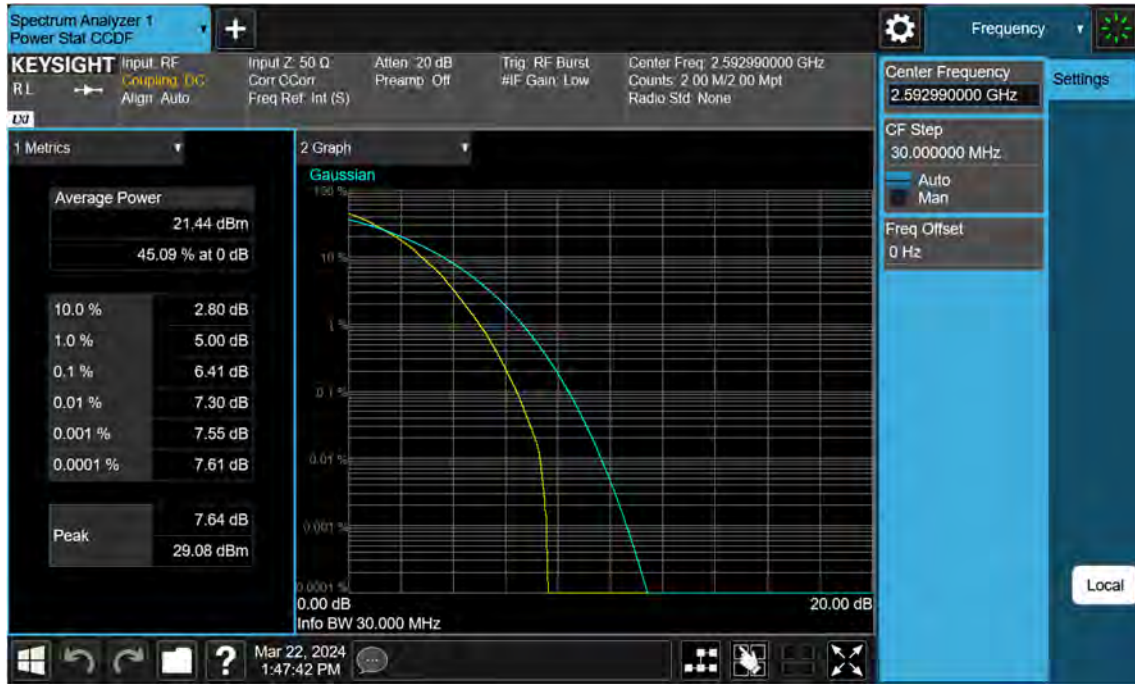 Spectrum Analyzer 1
Power Stat CCDF
+
Frequency
KEYSIGHT
RL
LXI
Input: RF
Coupling: DC
Align: Auto
Input Z: 50 Ω
Corr CCorr
Freq Ref: Int (S)
Atten: 20 dB
Preamp: Off
Trig: RF Burst
#IF Gain: Low
Center Freq: 2.592990000 GHz
Counts: 2.00 M/2.00 Mpt
Radio Std: None
Center Frequency
2.592990000 GHz
Settings
CF Step
30.000000 MHz
Auto
Man
Freq Offset
0 Hz
1 Metrics
Average Power
21.44 dBm
45.09 % at 0 dB
10.0 % 2.80 dB
1.0 % 5.00 dB
0.1 % 6.41 dB
0.01 % 7.30 dB
0.001 % 7.55 dB
0.0001 % 7.61 dB
Peak 7.64 dB
29.08 dBm
2 Graph
Gaussian
100 %
10 %
1 %
0.1 %
0.01 %
0.001 %
0.0001 %
0.00 dB 20.00 dB
Info BW 30.000 MHz
Local
?
Mar 22, 2024
1:47:42 PM